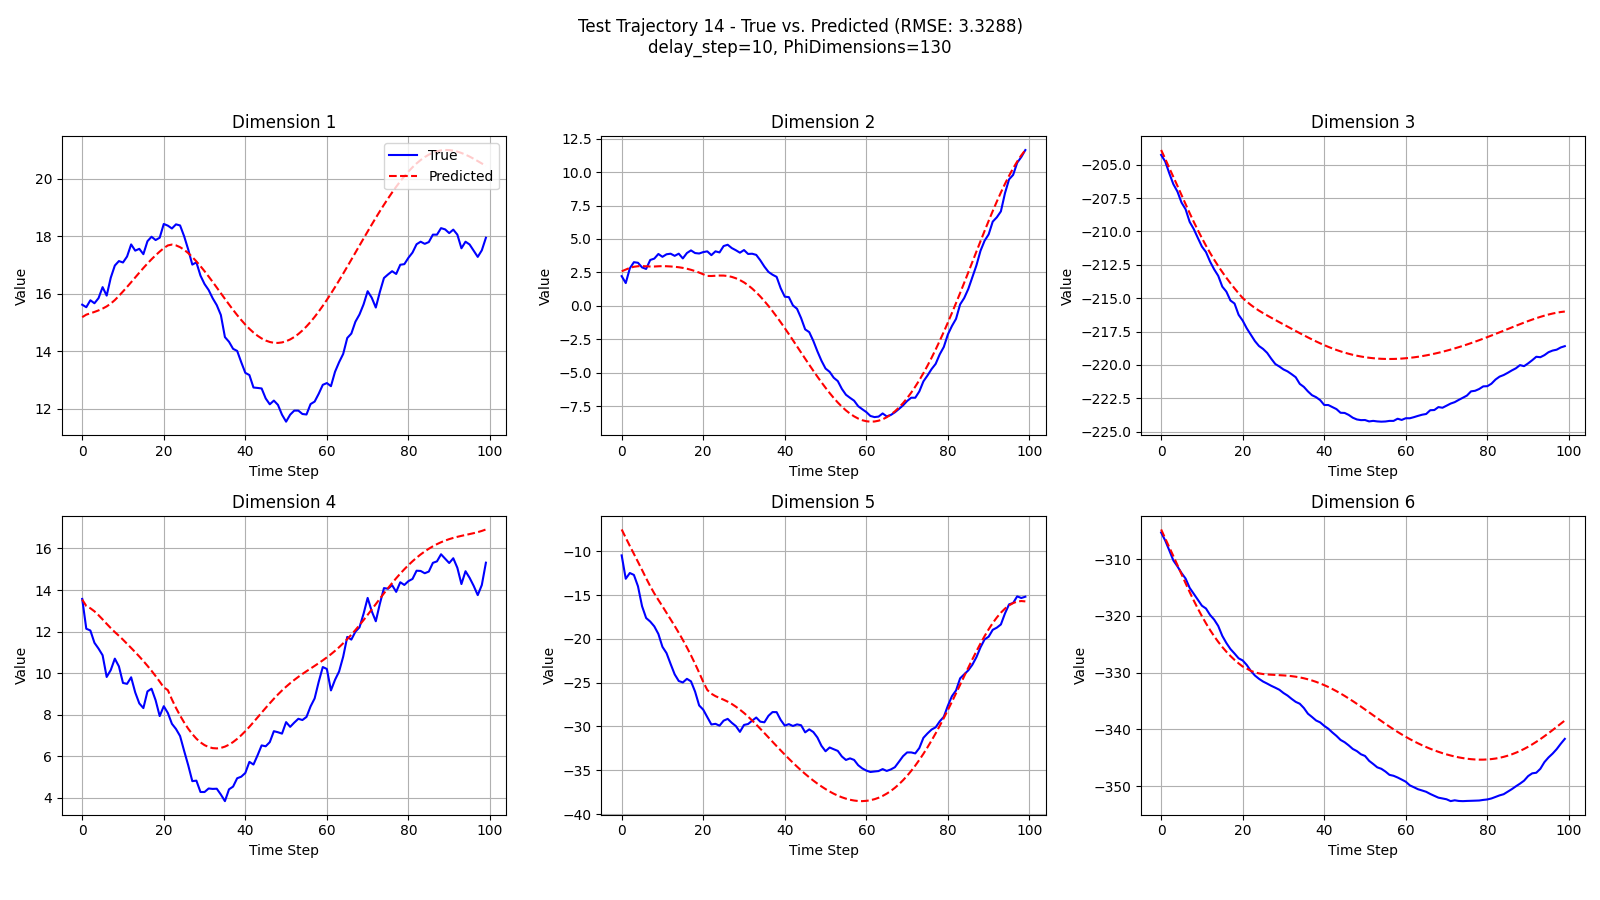 Test Trajectory 14 - True vs. Predicted (RMSE: 3.3288)
delay_step=10, PhiDimensions=130
Dimension 1
True
Predicted
Value
20
18
16
14
12
0 20 40 60 80 100
Time Step
Dimension 2
Value
12.5
10.0
7.5
5.0
2.5
0.0
−2.5
−5.0
−7.5
0 20 40 60 80 100
Time Step
Dimension 3
Value
−205.0
−207.5
−210.0
−212.5
−215.0
−217.5
−220.0
−222.5
−225.0
0 20 40 60 80 100
Time Step
Dimension 4
Value
16
14
12
10
8
6
4
0 20 40 60 80 100
Time Step
Dimension 5
Value
−10
−15
−20
−25
−30
−35
−40
0 20 40 60 80 100
Time Step
Dimension 6
Value
−310
−320
−330
−340
−350
0 20 40 60 80 100
Time Step